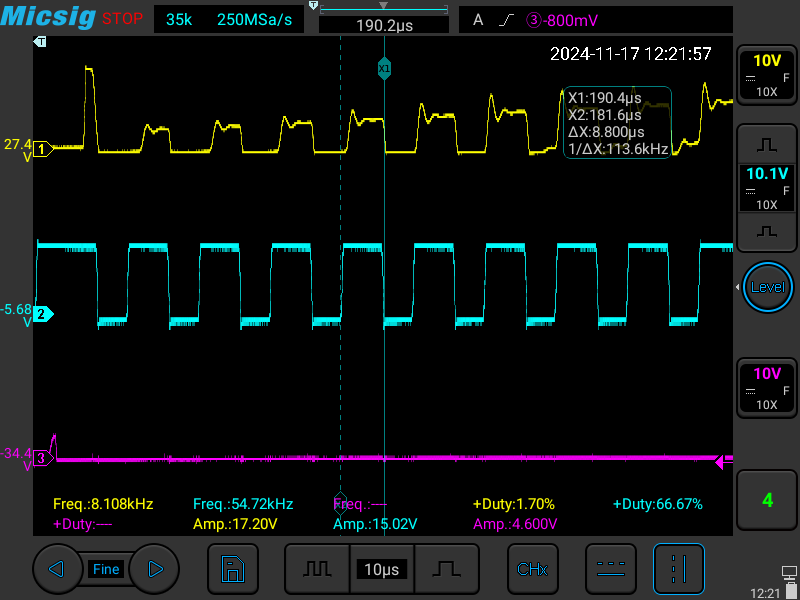 Micsig STOP 35k 250MSa/s T 190.2µs A 3 -800mV
T
2024-11-17 12:21:57
X1
X1:190.4µs
X2:181.6µs
ΔX:8.800µs
1/ΔX:113.6kHz
27.4 V 1
-5.68 V 2
-34.4 V 3
Freq.:8.108kHz Freq.:54.72kHz Freq.:---- +Duty:1.70% +Duty:66.67%
+Duty:---- Amp.:17.20V Amp.:15.02V Amp.:4.600V
10V
F
10X
10.1V
F
10X
Level
10V
F
10X
4
Fine 10µs CHx
12:21